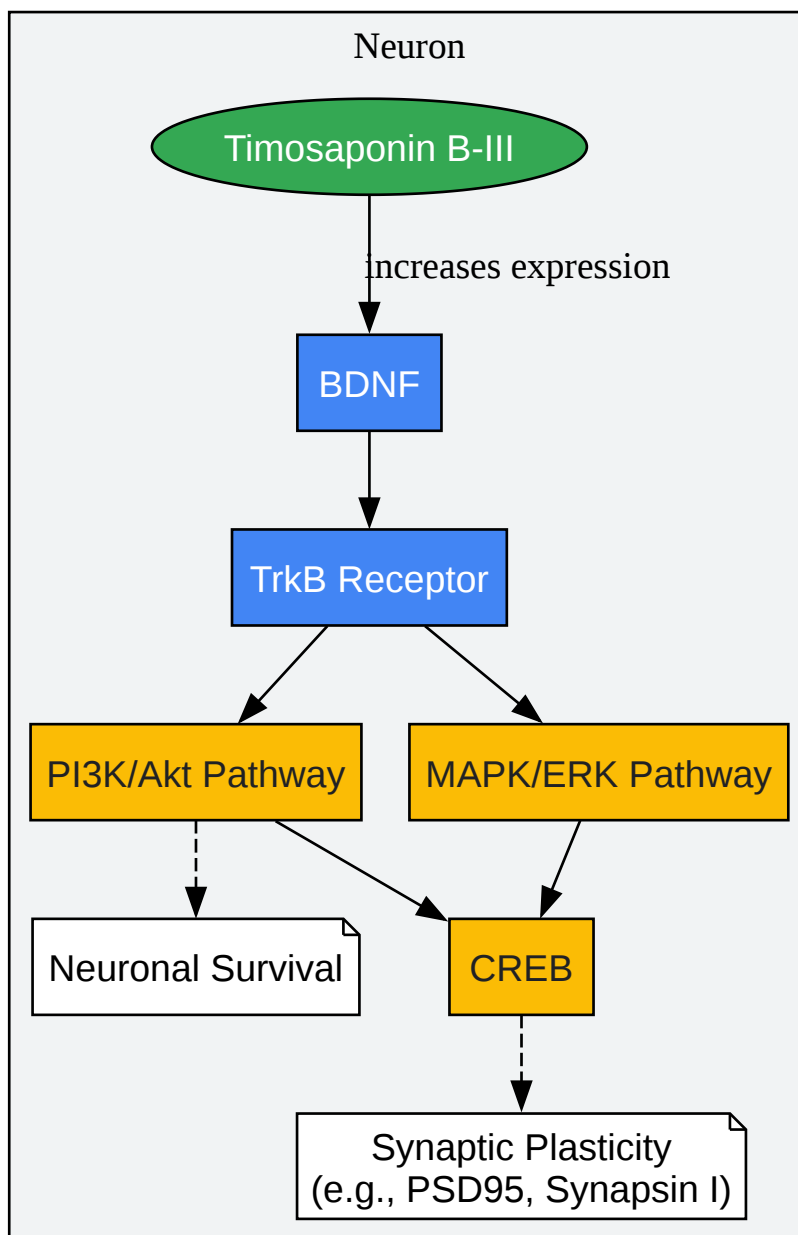 Neuron
Timosaponin B-III
increases expression
BDNF
TrkB Receptor
PI3K/Akt Pathway
MAPK/ERK Pathway
Neuronal Survival
CREB
Synaptic Plasticity
(e.g., PSD95, Synapsin I)